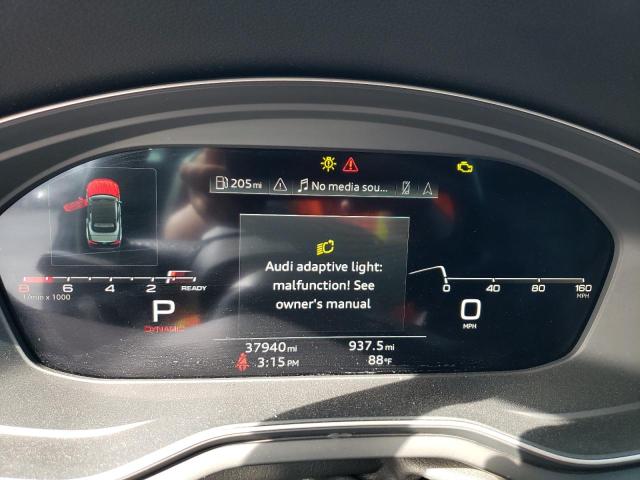 205 mi No media sou...
Audi adaptive light:
malfunction! See
owner's manual
8 6 4 2 READY
1/min x 1000
P
DYNAMIC
0 40 80 120 160
MPH
0
MPH
37940 mi 937.5 mi
3:15 PM 88°F